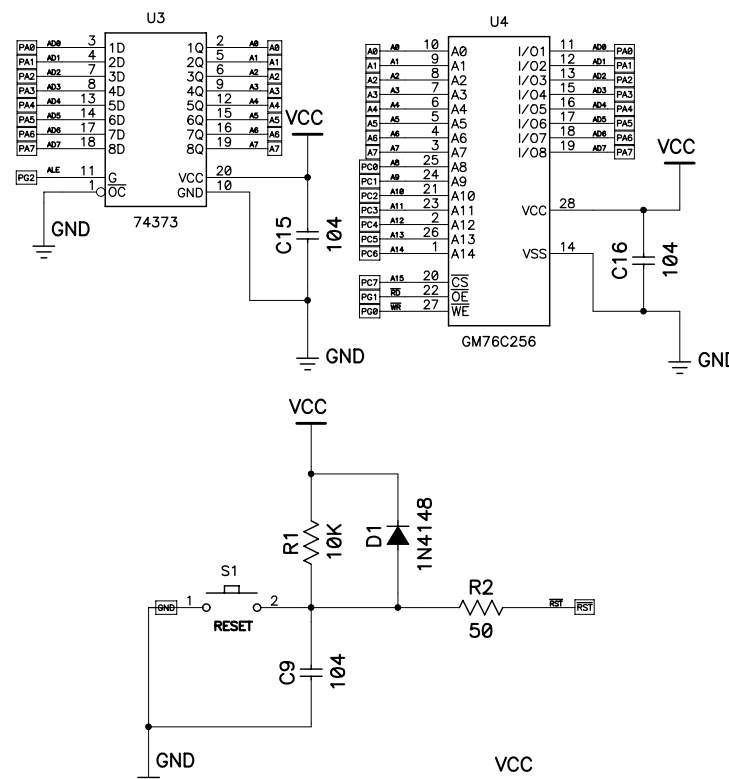 U3
PA0 AD0 3 1D 1Q 2 A0 A0
PA1 AD1 4 2D 2Q 5 A1 A1
PA2 AD2 7 3D 3Q 6 A2 A2
PA3 AD3 8 4D 4Q 9 A3 A3
PA4 AD4 13 5D 5Q 12 A4 A4
PA5 AD5 14 6D 6Q 15 A5 A5
PA6 AD6 17 7D 7Q 16 A6 A6
PA7 AD7 18 8D 8Q 19 A7 A7
PG2 ALE 11 G VCC 20
1 OC GND 10
74373
GND
VCC
C15
104
GND
U4
A0 A0 10 A0 I/O1 11 AD0 PA0
A1 A1 9 A1 I/O2 12 AD1 PA1
A2 A2 8 A2 I/O3 13 AD2 PA2
A3 A3 7 A3 I/O4 15 AD3 PA3
A4 A4 6 A4 I/O5 16 AD4 PA4
A5 A5 5 A5 I/O6 17 AD5 PA5
A6 A6 4 A6 I/O7 18 AD6 PA6
A7 A7 3 A7 I/O8 19 AD7 PA7
PC0 A8 25 A8
PC1 A9 24 A9
PC2 A10 21 A10
PC3 A11 23 A11
PC4 A12 2 A12
PC5 A13 26 A13
PC6 A14 1 A14
VCC 28
VSS 14
PC7 A15 20 CS
PG1 RD 22 OE
PG0 WR 27 WE
GM76C256
VCC
C16
104
GND
VCC
R1
10K
D1
1N4148
S1
GND 1 2
RESET
R2
50
RST RST
C9
104
GND
VCC